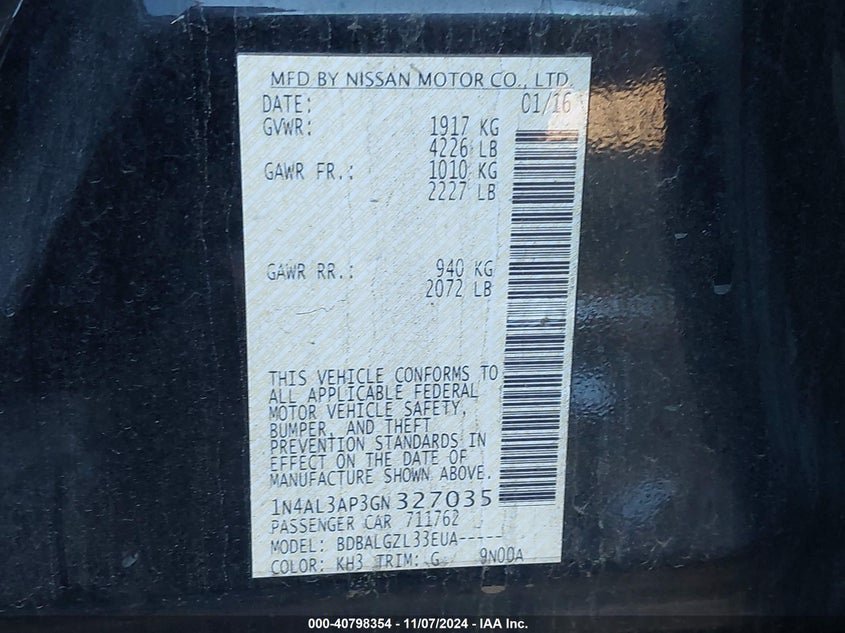 MFD BY NISSAN MOTOR CO., LTD.
DATE: 01/16
GVWR: 1917 KG
4226 LB
GAWR FR.: 1010 KG
2227 LB
GAWR RR.: 940 KG
2072 LB
THIS VEHICLE CONFORMS TO
ALL APPLICABLE FEDERAL
MOTOR VEHICLE SAFETY,
BUMPER, AND THEFT
PREVENTION STANDARDS IN
EFFECT ON THE DATE OF
MANUFACTURE SHOWN ABOVE.
1N4AL3AP3GN 327035
PASSENGER CAR 711762
MODEL: BDBALGZL33EUA-----
COLOR: KH3 TRIM: G 9N00A
000-40798354 — 11/07/2024 - IAA Inc.